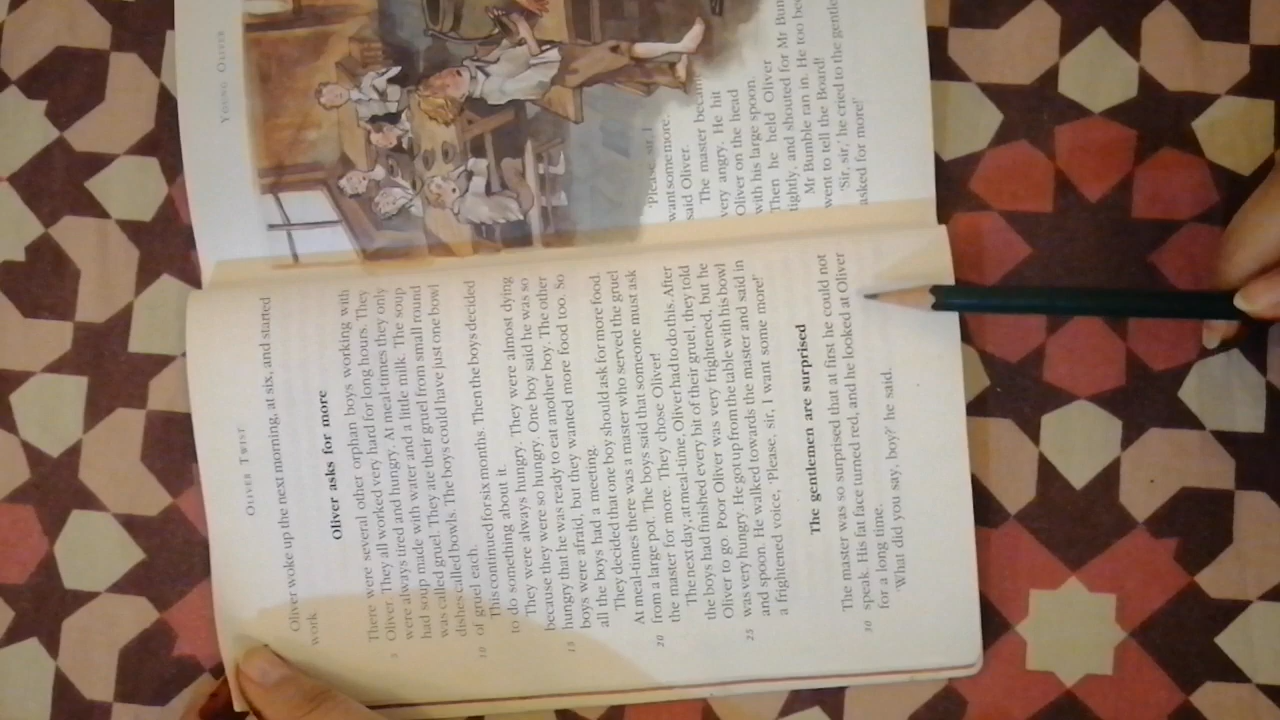 OLIVER TWIST
Oliver woke up the next morning, at six, and started
work
Oliver asks for more
There were several other orphan boys working with
5 Oliver. They all worked very hard for long hours. They
were always tired and hungry. At meal-times they only
had soup made with water and a little milk. The soup
was called gruel. They ate their gruel from small round
dishes called bowls. The boys could have just one bowl
10 of gruel each.
This continued for six months. Then the boys decided
to do something about it.
They were always hungry. They were almost dying
because they were so hungry. One boy said he was so
15 hungry that he was ready to eat another boy. The other
boys were afraid, but they wanted more food too. So
all the boys had a meeting.
They decided that one boy should ask for more food.
At meal-times there was a master who served the gruel
20 from a large pot. The boys said that someone must ask
the master for more. They chose Oliver!
The next day, at meal-time, Oliver had to do this. After
the boys had finished every bit of their gruel, they told
Oliver to go. Poor Oliver was very frightened, but he
25 was very hungry. He got up from the table with his bowl
and spoon. He walked towards the master and said in
a frightened voice, 'Please, sir, I want some more!'
The gentlemen are surprised
The master was so surprised that at first he could not
30 speak. His fat face turned red, and he looked at Oliver
for a long time.
'What did you say, boy?' he said.
YOUNG OLIVER
'Please, sir, I
want some more.'
said Oliver.
The master became
very angry. He hit
Oliver on the head
with his large spoon.
Then he held Oliver
tightly, and shouted for Mr
Mr Bumble ran in. He too
went to tell the Board!
'Sir, sir,' he cried to the
asked for more!'